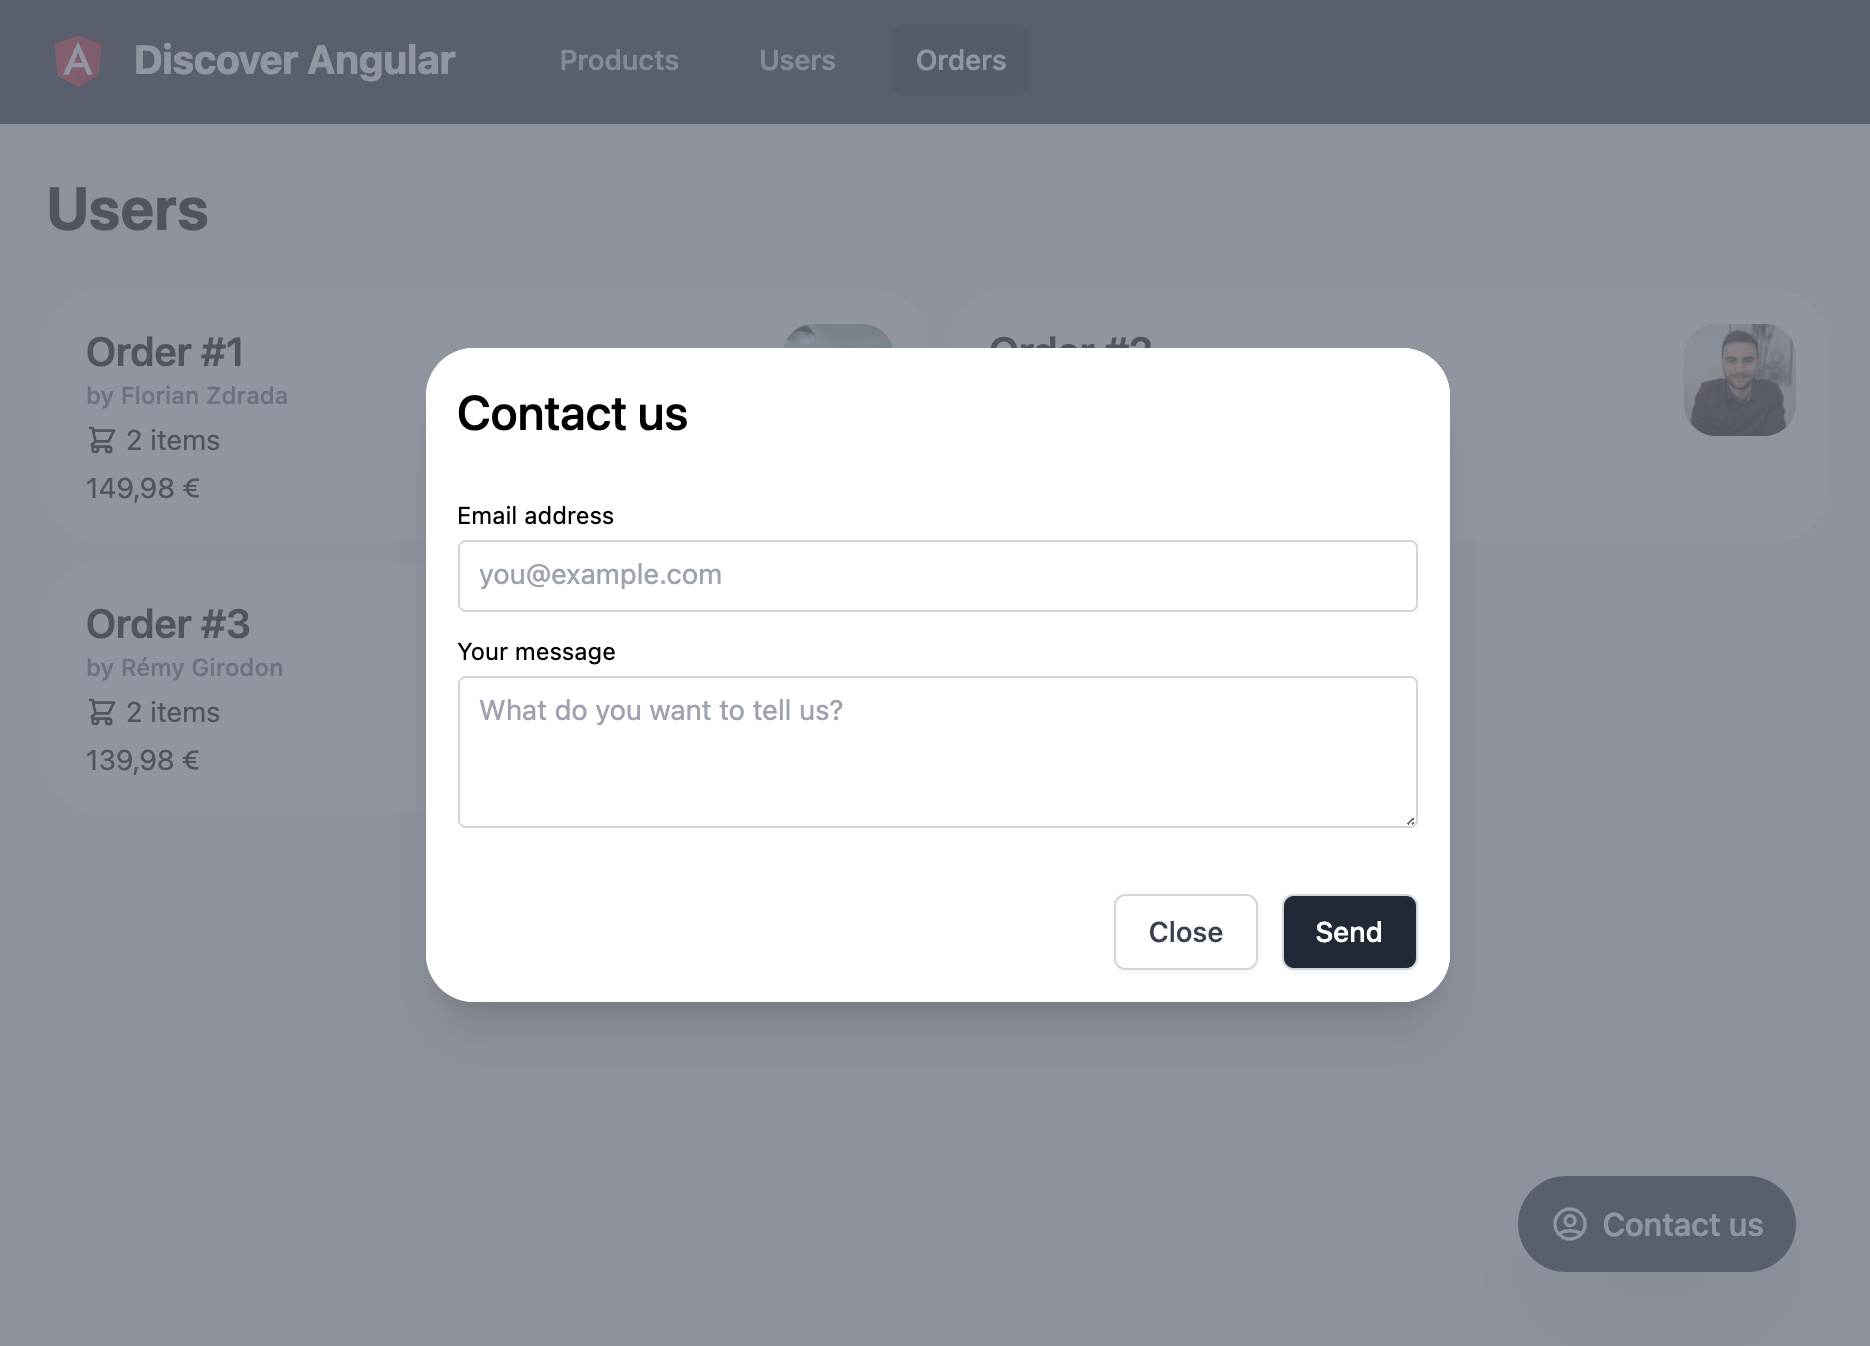 Discover Angular
Products
Users
Orders
Users
Order #1
by Florian Zdrada
2 items
149,98 €
Order #2
Order #3
by Rémy Girodon
2 items
139,98 €
Contact us
Email address
you@example.com
Your message
What do you want to tell us?
Close
Send
Contact us